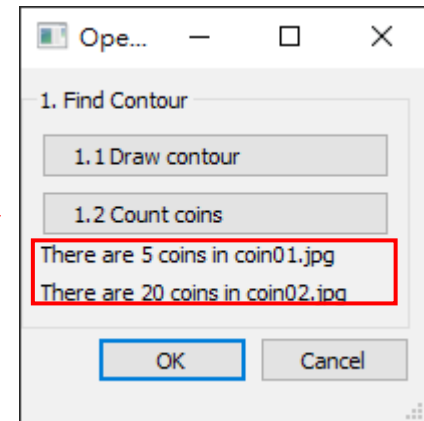 Ope...
1. Find Contour
1.1 Draw contour
1.2 Count coins
There are 5 coins in coin01.jpg
There are 20 coins in coin02.jpg
OK Cancel